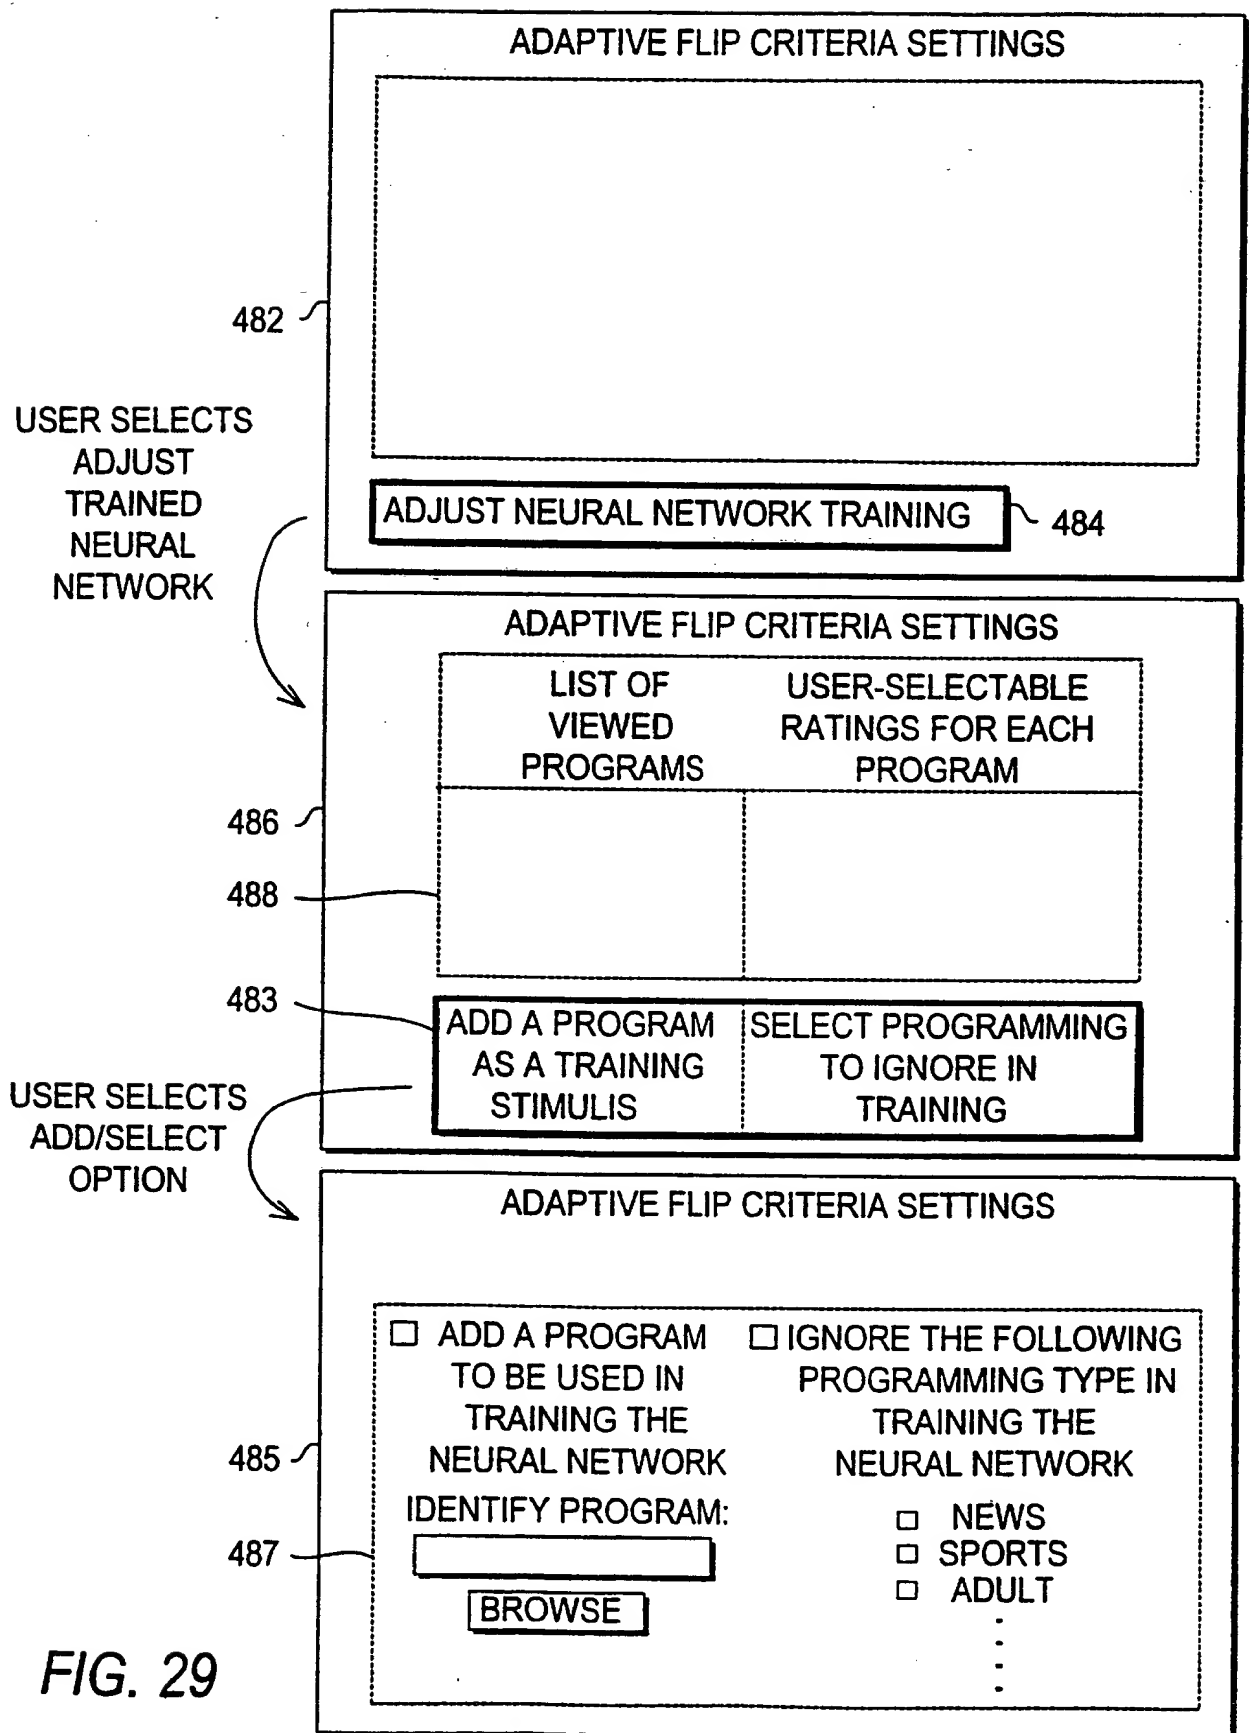 ADAPTIVE FLIP CRITERIA SETTINGS
482
USER SELECTS
ADJUST
TRAINED
NEURAL
NETWORK
ADJUST NEURAL NETWORK TRAINING
484
ADAPTIVE FLIP CRITERIA SETTINGS
LIST OF
VIEWED
PROGRAMS
USER-SELECTABLE
RATINGS FOR EACH
PROGRAM
486
488
483
ADD A PROGRAM
AS A TRAINING
STIMULIS
SELECT PROGRAMMING
TO IGNORE IN
TRAINING
USER SELECTS
ADD/SELECT
OPTION
ADAPTIVE FLIP CRITERIA SETTINGS
ADD A PROGRAM
TO BE USED IN
TRAINING THE
NEURAL NETWORK
IDENTIFY PROGRAM:
BROWSE
IGNORE THE FOLLOWING
PROGRAMMING TYPE IN
TRAINING THE
NEURAL NETWORK
NEWS
SPORTS
ADULT
485
487
FIG. 29